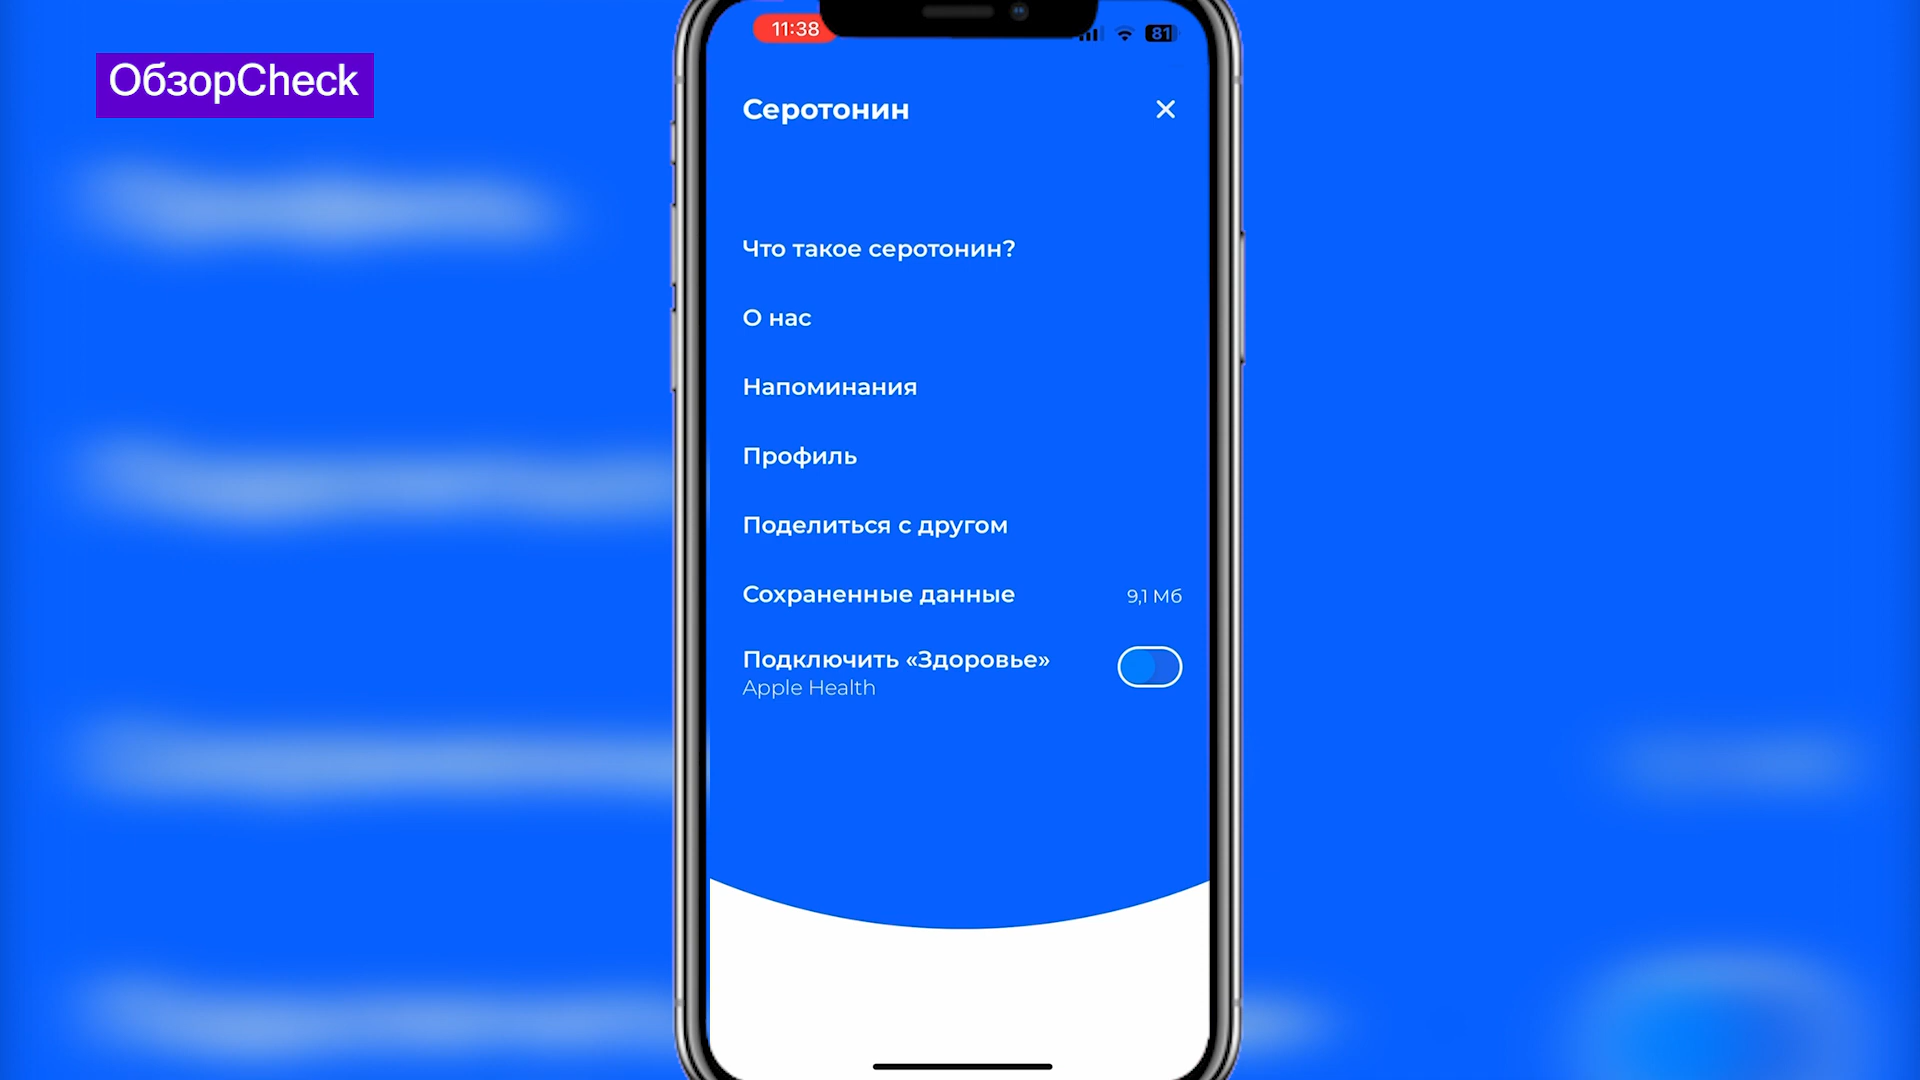 ОбзорCheck
11:38
81
Серотонин
Что такое серотонин?
О нас
Напоминания
Профиль
Поделиться с другом
Сохраненные данные 9,1 Мб
Подключить «Здоровье»
Apple Health